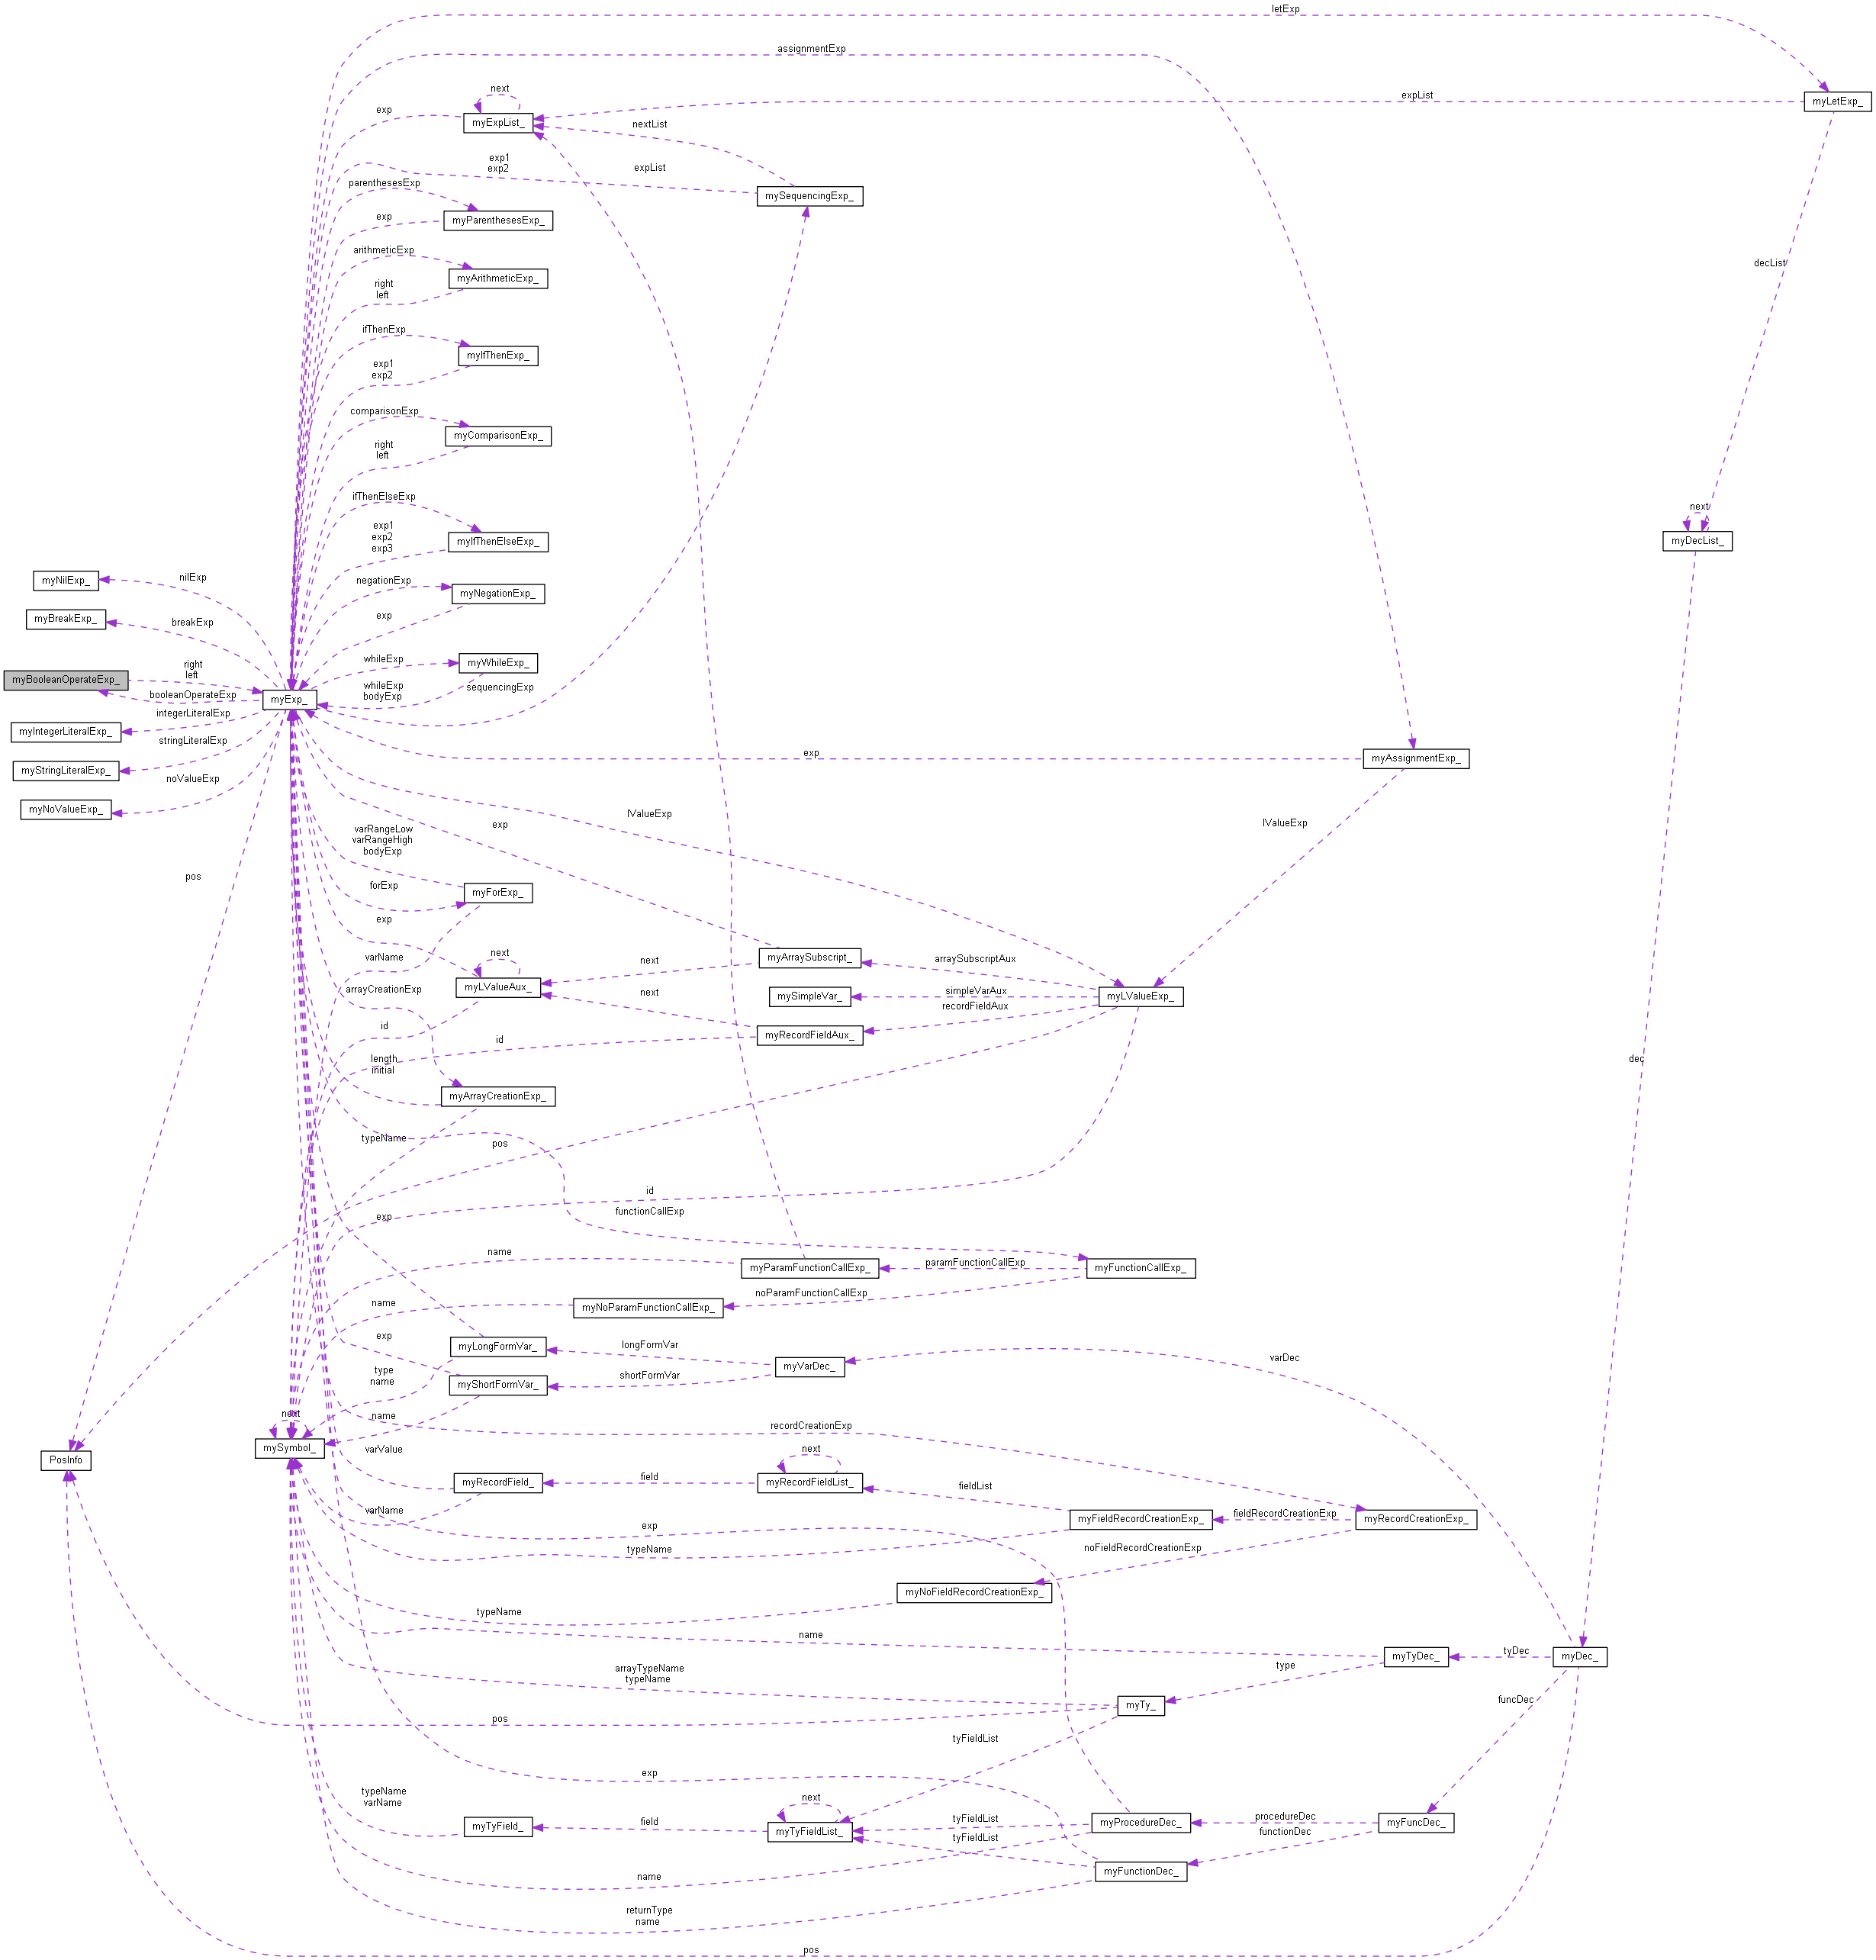 letExp
assignmentExp
next
exp
myExpList_
expList
myLetExp_
nextList
exp1
exp2
expList
parenthesesExp
mySequencingExp_
exp
myParenthesesExp_
arithmeticExp
decList
myArithmeticExp_
right
left
ifThenExp
myIfThenExp_
exp1
exp2
comparisonExp
myComparisonExp_
right
left
ifThenElseExp
next
exp1
exp2
exp3
myIfThenElseExp_
myDecList_
nilExp
myNilExp_
negationExp
myNegationExp_
breakExp
myBreakExp_
exp
whileExp
myWhileExp_
right
left
myBooleanOperateExp_
whileExp
bodyExp
sequencingExp
booleanOperateExp
myExp_
integerLiteralExp
myIntegerLiteralExp_
stringLiteralExp
exp
myAssignmentExp_
myStringLiteralExp_
noValueExp
myNoValueExp_
lValueExp
lValueExp
exp
varRangeLow
varRangeHigh
bodyExp
pos
forExp
myForExp_
exp
varName
next
next
myArraySubscript_
arraySubscriptAux
myLValueAux_
arrayCreationExp
next
mySimpleVar_
simpleVarAux
myLValueExp_
recordFieldAux
id
id
myRecordFieldAux_
length
initial
dec
myArrayCreationExp_
typeName
pos
id
exp
functionCallExp
name
myParamFunctionCallExp_
paramFunctionCallExp
myFunctionCallExp_
noParamFunctionCallExp
name
myNoParamFunctionCallExp_
exp
myLongFormVar_
longFormVar
varDec
type
name
myVarDec_
myShortFormVar_
shortFormVar
name
next
mySymbol_
recordCreationExp
varValue
next
PosInfo
myRecordField_
field
myRecordFieldList_
fieldList
varName
fieldRecordCreationExp
myFieldRecordCreationExp_
myRecordCreationExp_
exp
typeName
noFieldRecordCreationExp
myNoFieldRecordCreationExp_
typeName
name
myTyDec_
tyDec
myDec_
arrayTypeName
typeName
type
myTy_
funcDec
pos
tyFieldList
exp
typeName
varName
next
myTyField_
field
myTyFieldList_
tyFieldList
myProcedureDec_
procedureDec
myFuncDec_
tyFieldList
functionDec
name
myFunctionDec_
returnType
name
pos